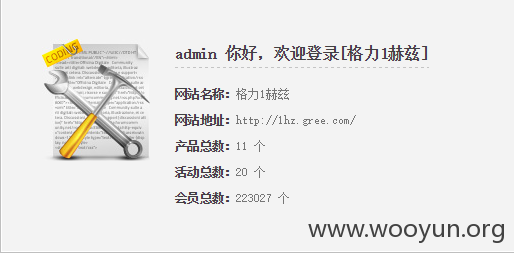 CODING
admin 你好，欢迎登录[格力1赫兹]
网站名称：格力1赫兹
网站地址：http://1hz.gree.com/
产品总数：11 个
活动总数：20 个
会员总数：223027 个
www.wooyun.org